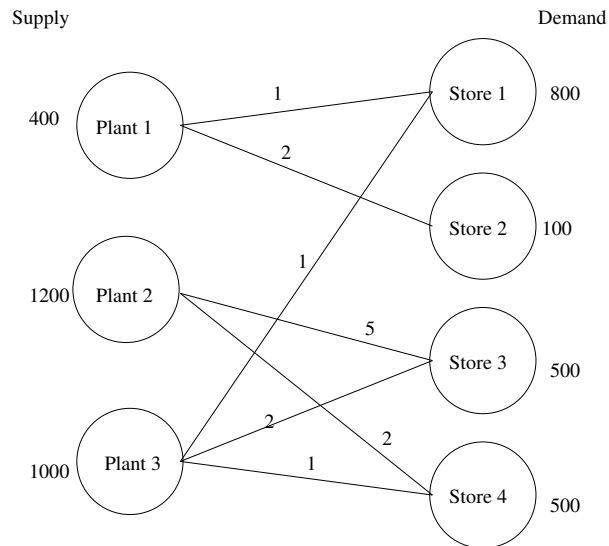 Supply Demand
400 Plant 1 1 Store 1 800
2 Store 2 100
1200 Plant 2 1
5 Store 3 500
1000 Plant 3 2 2
1 Store 4 500